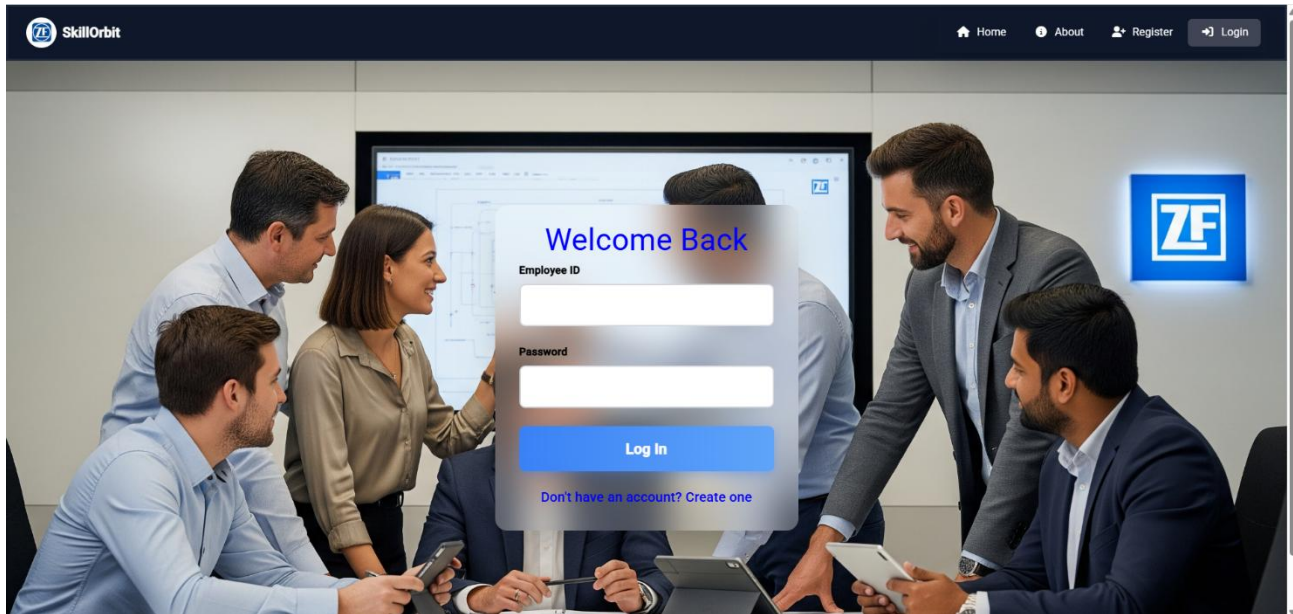 ZF SkillOrbit
Home
About
Register
Login
ZF
Welcome Back
Employee ID
Password
Log In
Don't have an account? Create one